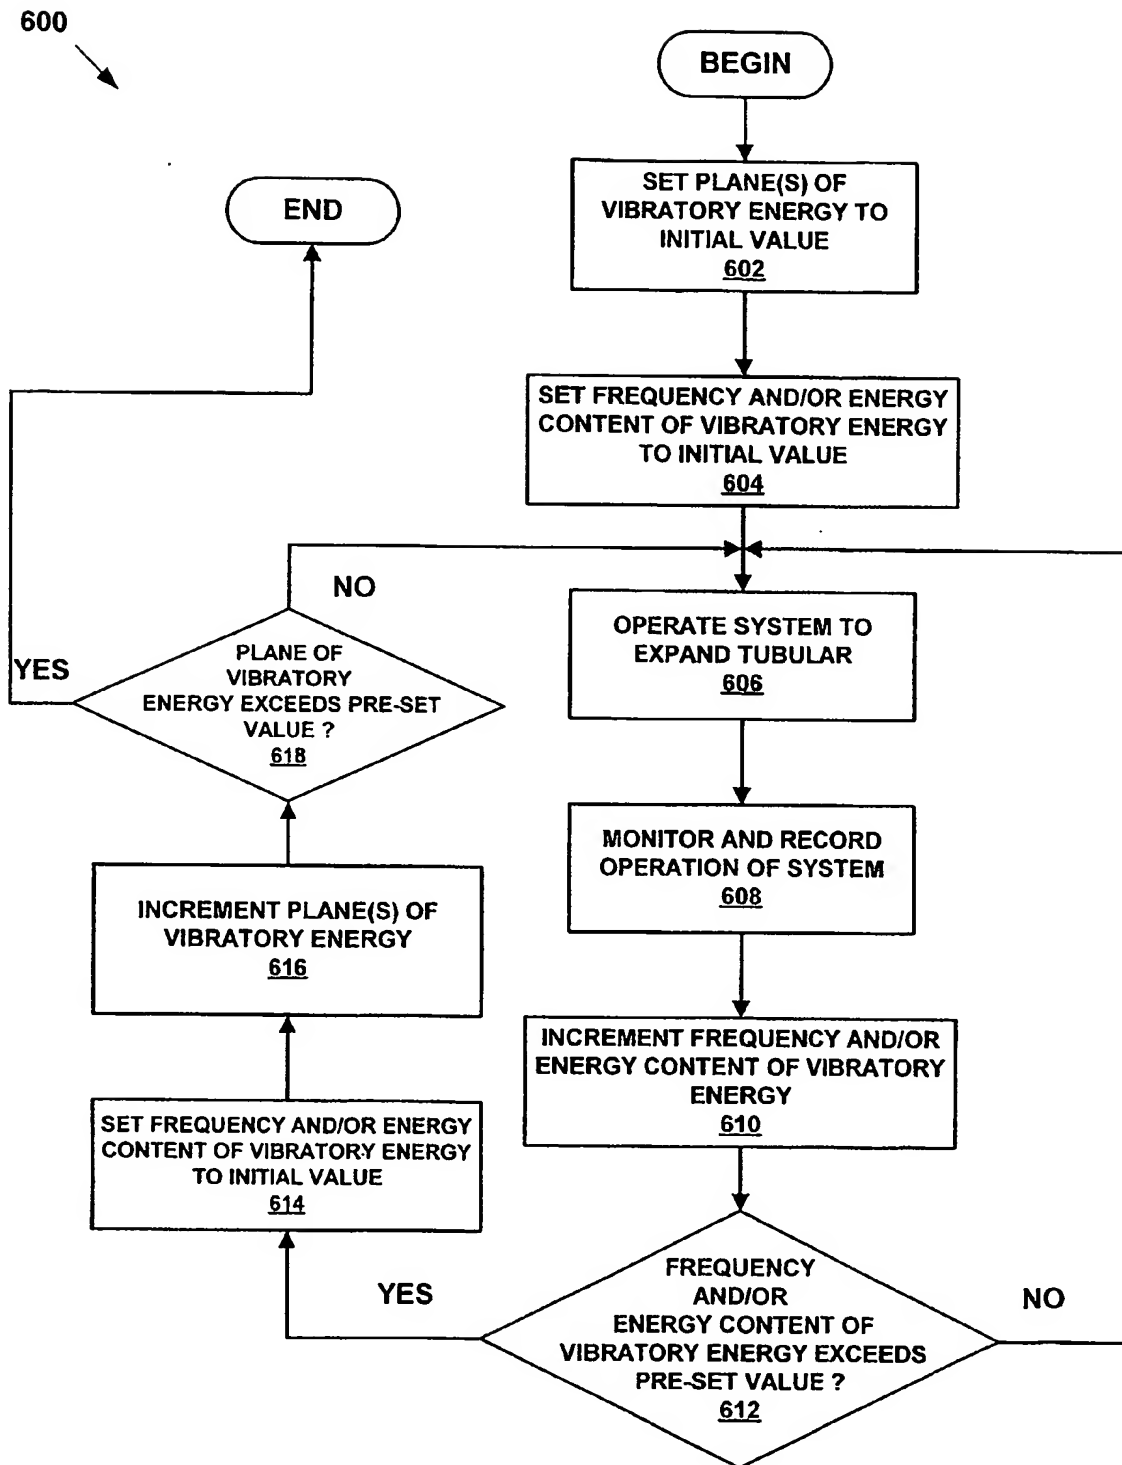 600
BEGIN
SET PLANE(S) OF
VIBRATORY ENERGY TO
INITIAL VALUE
602
END
SET FREQUENCY AND/OR ENERGY
CONTENT OF VIBRATORY ENERGY
TO INITIAL VALUE
604
NO
OPERATE SYSTEM TO
EXPAND TUBULAR
606
YES
PLANE OF
VIBRATORY
ENERGY EXCEEDS PRE-SET
VALUE ?
618
MONITOR AND RECORD
OPERATION OF SYSTEM
608
INCREMENT PLANE(S) OF
VIBRATORY ENERGY
616
INCREMENT FREQUENCY AND/OR
ENERGY CONTENT OF VIBRATORY
ENERGY
610
SET FREQUENCY AND/OR ENERGY
CONTENT OF VIBRATORY ENERGY
TO INITIAL VALUE
614
YES
FREQUENCY
AND/OR
ENERGY CONTENT OF
VIBRATORY ENERGY EXCEEDS
PRE-SET VALUE ?
612
NO